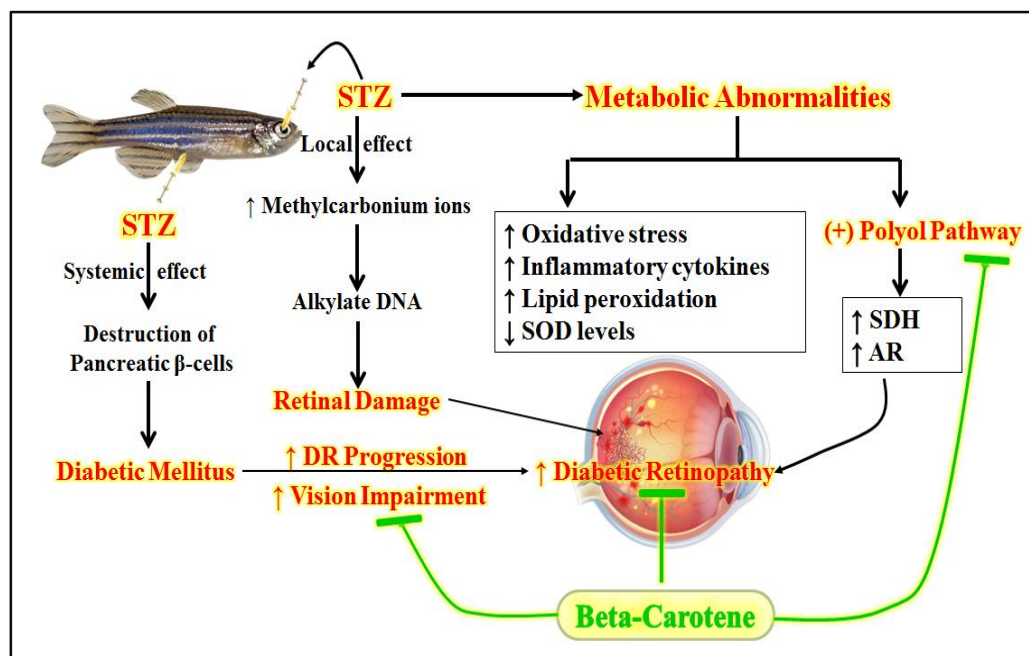 STZ
Metabolic Abnormalities
Local effect
↑ Methylcarbonium ions
Alkylate DNA
Retinal Damage
STZ
Systemic effect
Destruction of
Pancreatic β-cells
Diabetic Mellitus
↑ DR Progression
↑ Vision Impairment
↑ Oxidative stress
↑ Inflammatory cytokines
↑ Lipid peroxidation
↓ SOD levels
(+) Polyol Pathway
↑ SDH
↑ AR
↑ Diabetic Retinopathy
Beta-Carotene